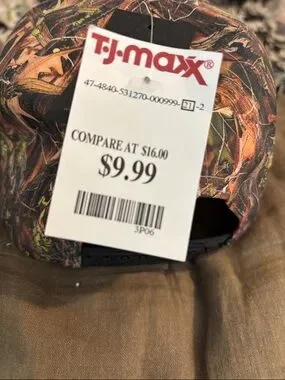 T·J·maxx®
47-4840-531270-000999-21-2
COMPARE AT $16.00
$9.99
3P06